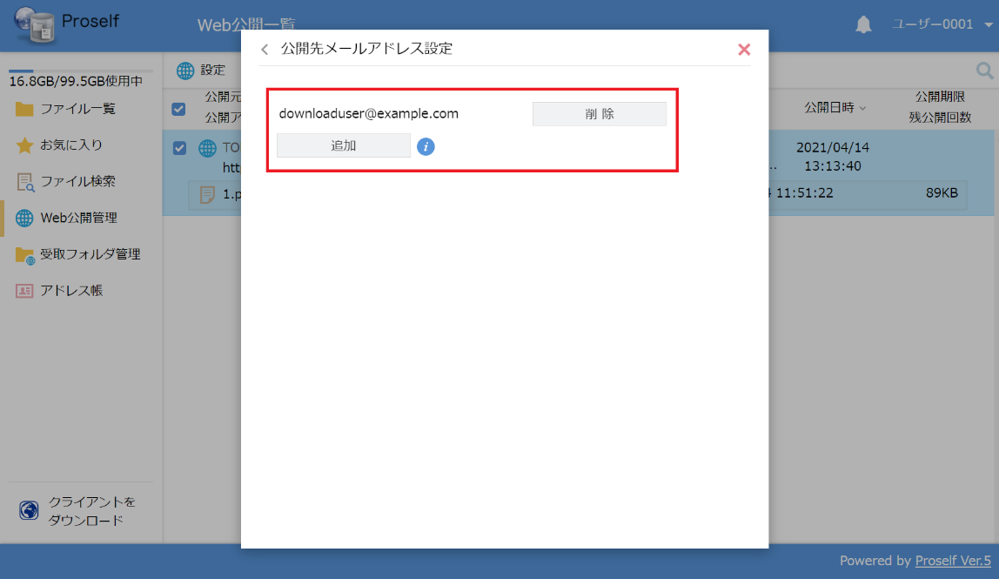 Proself
Web公開一覧
ユーザー0001
16.8GB/99.5GB使用中
ファイル一覧
お気に入り
ファイル検索
Web公開管理
受取フォルダ管理
アドレス帳
クライアントを
ダウンロード
設定
公開元
公開ア
公開日時
公開期限
残公開回数
TO
htt
2021/04/14
13:13:40
1.p
11:51:22
89KB
公開先メールアドレス設定
downloaduser@example.com
削除
追加
Powered by Proself Ver.5